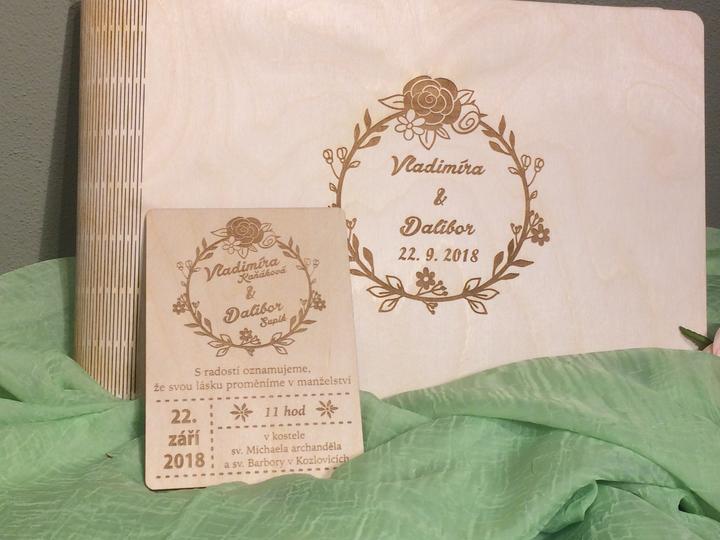 Vladimíra
&
Dalibor
22. 9. 2018
Vladimíra
Kaňáková
&
Dalibor
Supík
S radostí oznamujeme,
že svou lásku proměníme v manželství
22.
září
2018
11 hod
v kostele
sv. Michaela archanděla
a sv. Barbory v Kozlovicích